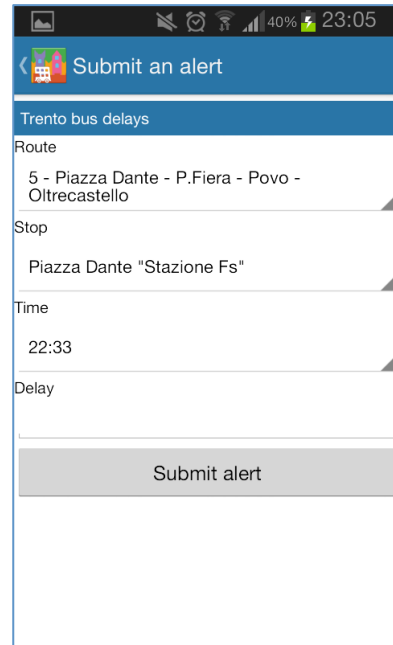 40% 23:05
Submit an alert
Trento bus delays
Route
5 - Piazza Dante - P.Fiera - Povo -
Oltrecastello
Stop
Piazza Dante "Stazione Fs"
Time
22:33
Delay
Submit alert